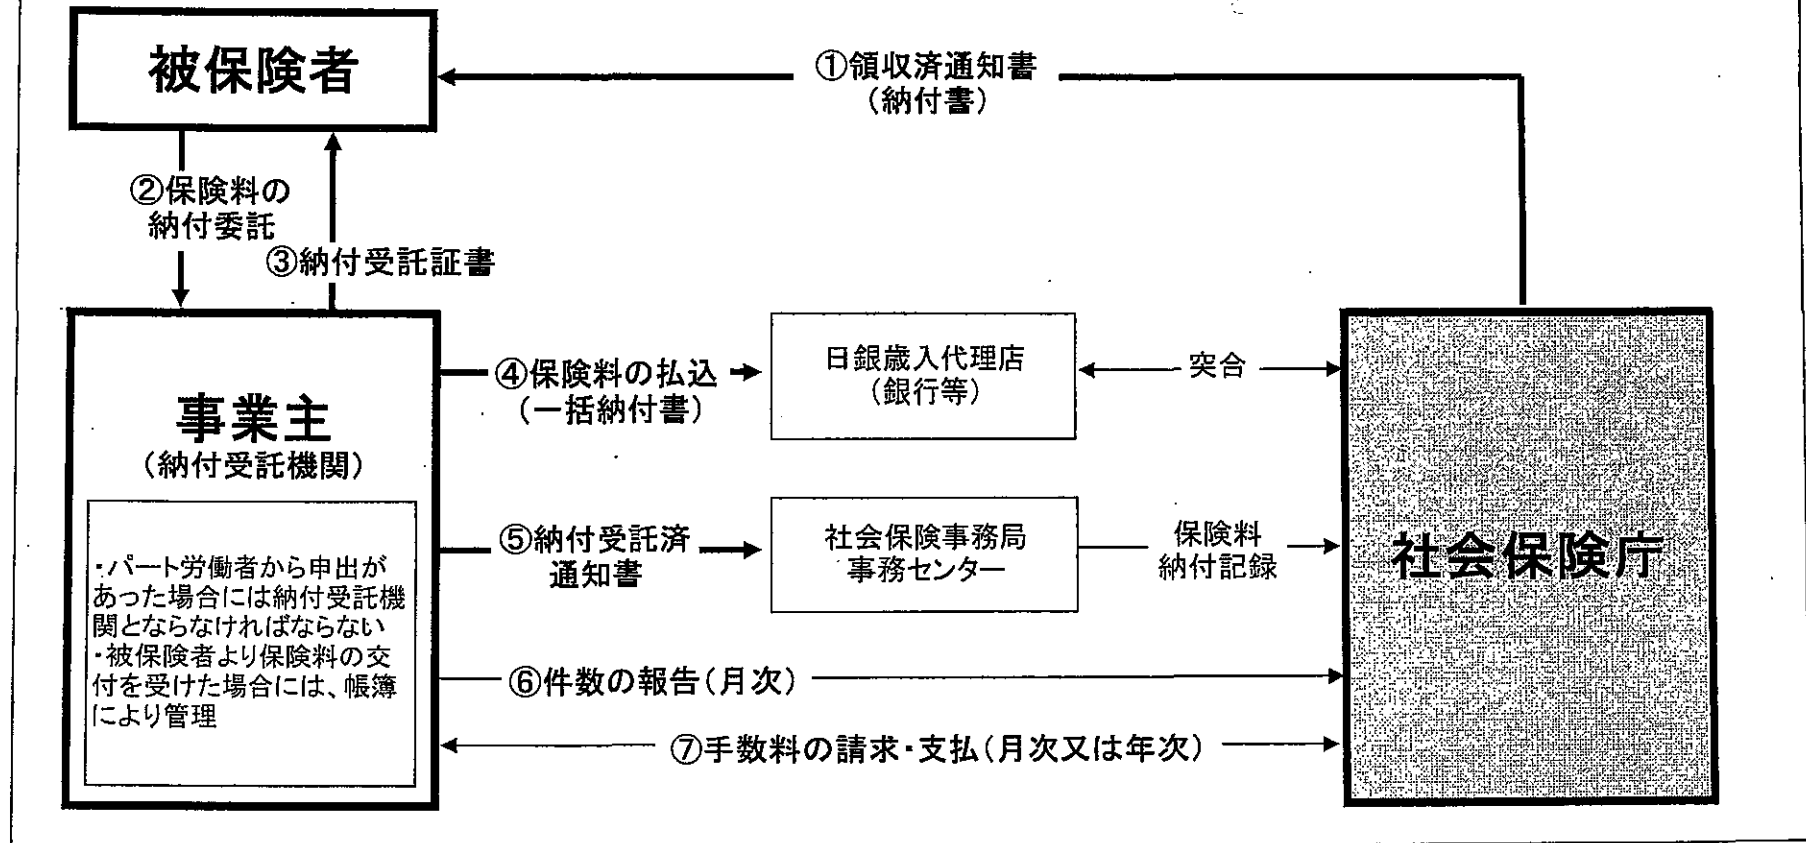 被保険者
①領収済通知書
(納付書)
②保険料の
納付委託
③納付受託証書
事業主
(納付受託機関)
・パート労働者から申出が
あった場合には納付受託機
関とならなければならない
・被保険者より保険料の交
付を受けた場合には、帳簿
により管理
④保険料の払込
(一括納付書)
日銀歳入代理店
(銀行等)
突合
⑤納付受託済
通知書
社会保険事務局
事務センター
保険料
納付記録
社会保険庁
⑥件数の報告(月次)
⑦手数料の請求・支払(月次又は年次)